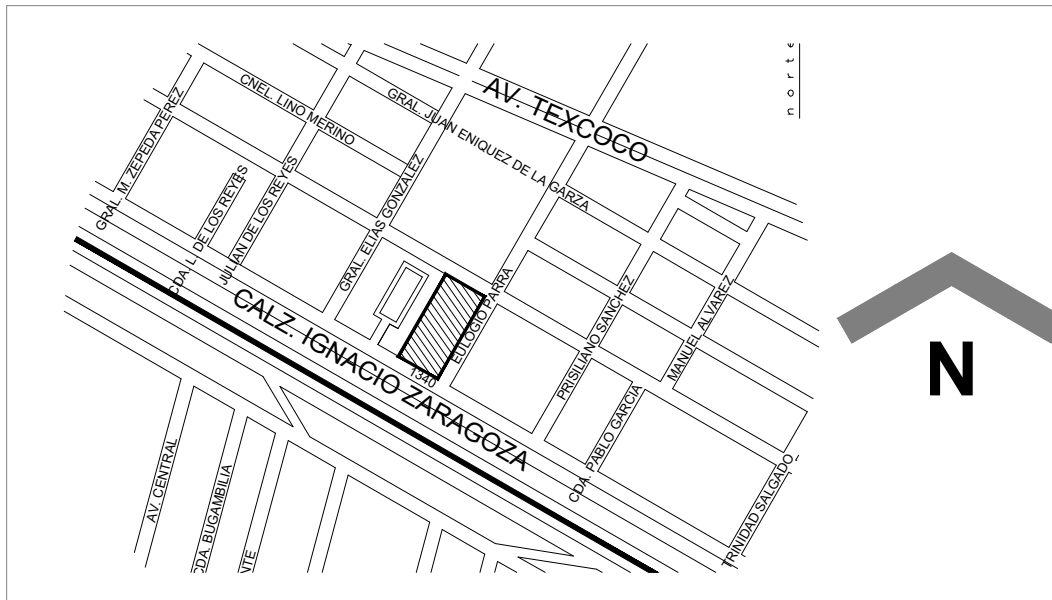 norte
AV. TEXCOCO
CNEL. LINO MERINO
GRAL. JUAN ENIQUEZ DE LA GARZA
GRAL. M. ZEPEDA PEREZ
CDA. L. DE LOS REYES
JULIAN DE LOS REYES
GRAL. ELIAS GONZALEZ
EULOGIO PARRA
PRISILIANO SANCHEZ
MANUEL ALVAREZ
1340
CALZ. IGNACIO ZARAGOZA
CDA. PABLO GARCIA
TRINIDAD SALGADO
AV. CENTRAL
CDA. BUGAMBILIA
NTE
N